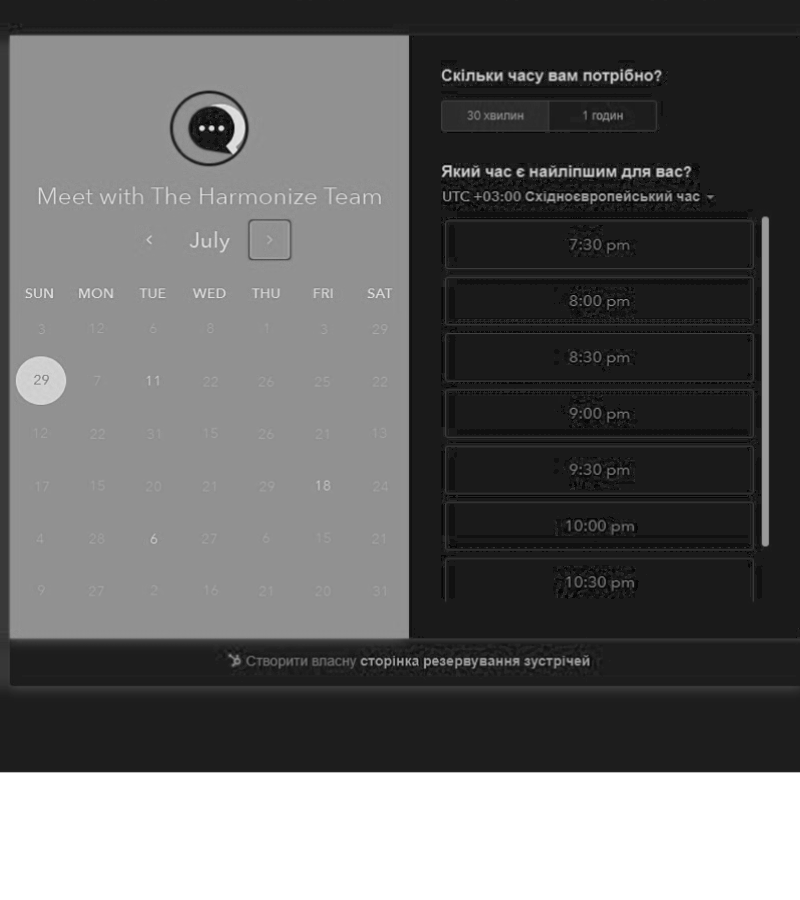 Meet with The Harmonize Team
July
SUN MON TUE WED THU FRI SAT
3 12 6 8 1 3 29
29 7 11 22 26 25 22
12 22 31 15 26 21 13
17 15 20 21 29 18 24
4 28 6 27 6 15 21
9 27 2 16 21 20 31
Скільки часу вам потрібно?
30 хвилин 1 годин
Який час є найліпшим для вас?
UTC +03:00 Східноєвропейський час
7:30 pm
8:00 pm
8:30 pm
9:00 pm
9:30 pm
10:00 pm
10:30 pm
Створити власну сторінка резервування зустрічей